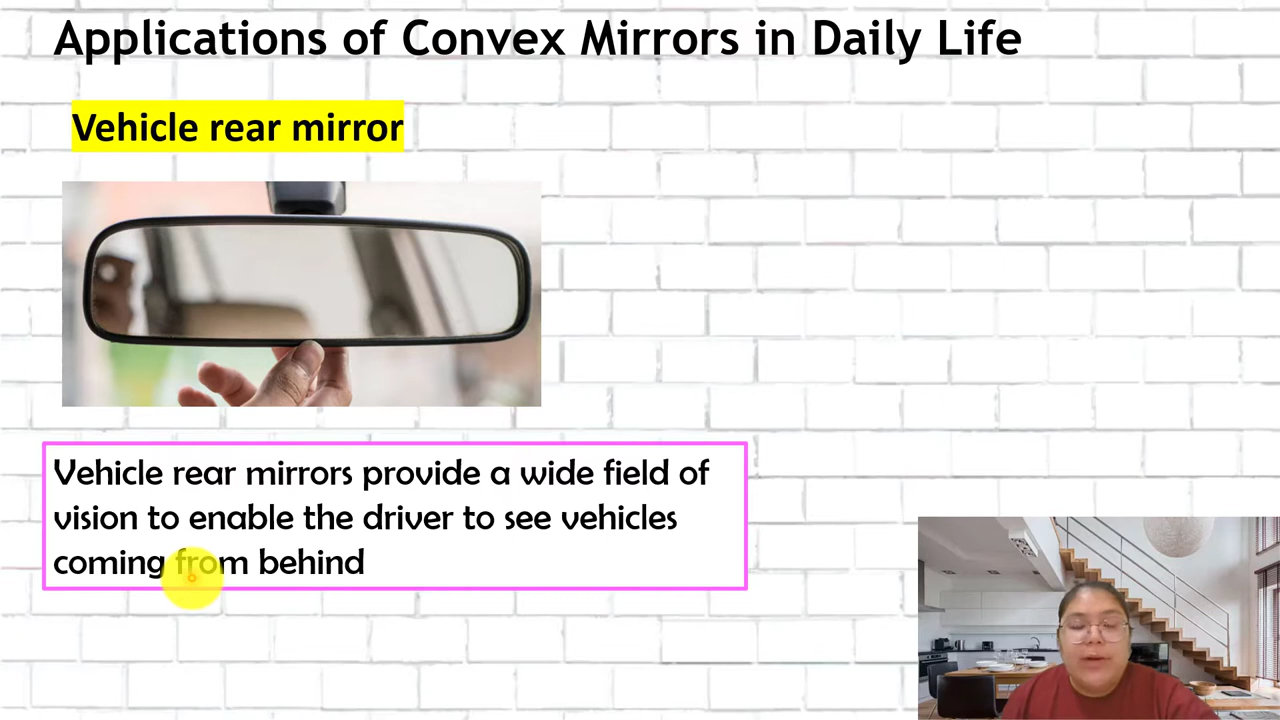 Applications of Convex Mirrors in Daily Life
Vehicle rear mirror
Vehicle rear mirrors provide a wide field of
vision to enable the driver to see vehicles
coming from behind